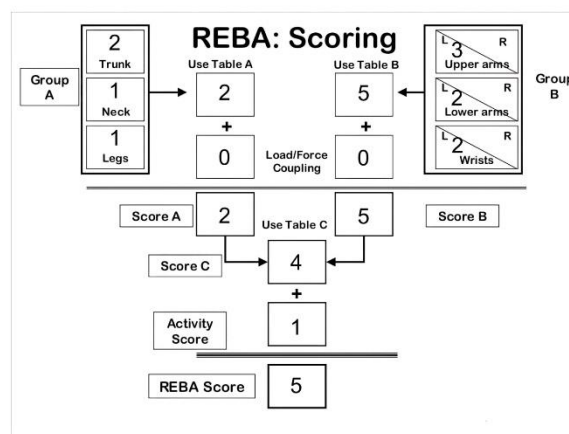 REBA: Scoring
Group A
2
Trunk
1
Neck
1
Legs
Use Table A
2
+
0
Use Table B
5
+
0
Load/Force
Coupling
L 3 R
Upper arms
L 2 R
Lower arms
L 2 R
Wrists
Group
B
Score A
2
Use Table C
5
Score B
Score C
4
+
Activity
Score
1
REBA Score
5